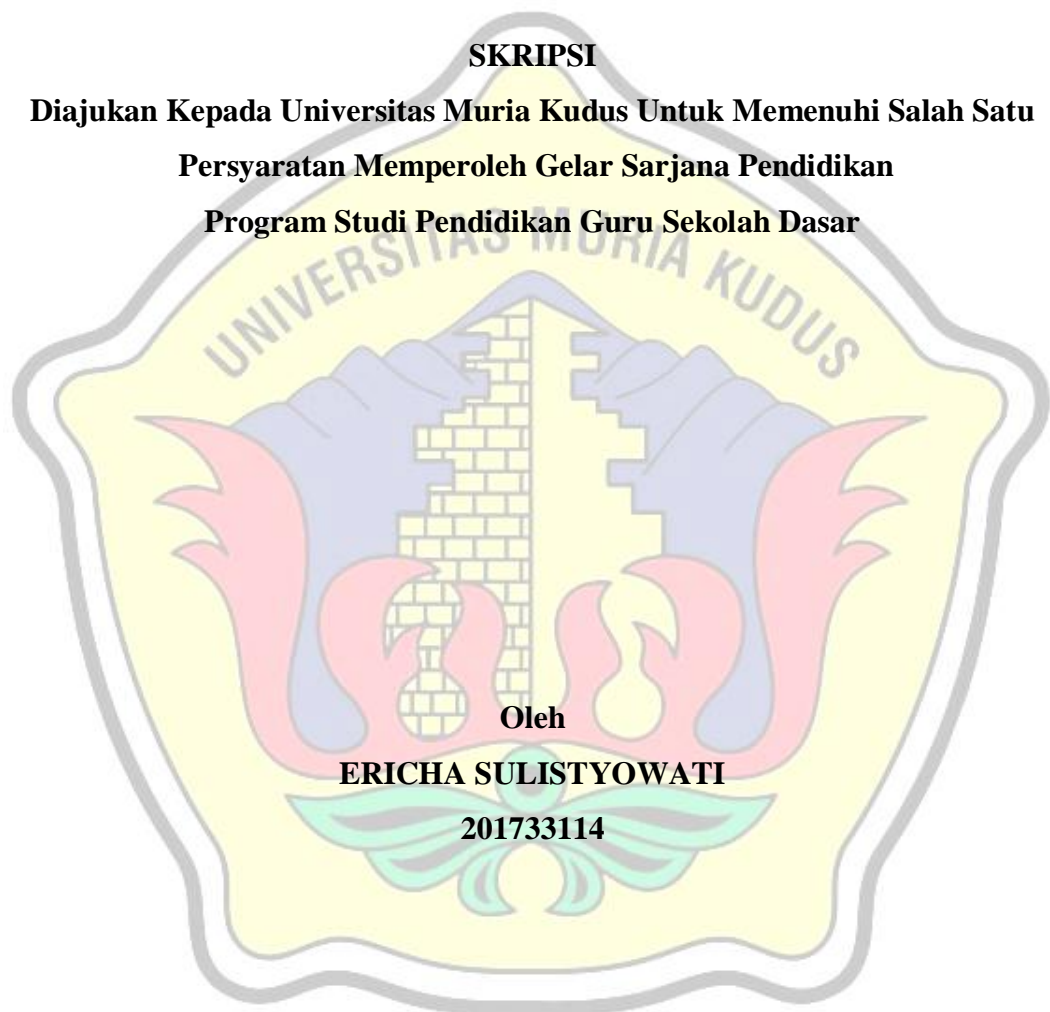 SKRIPSI
Diajukan Kepada Universitas Muria Kudus Untuk Memenuhi Salah Satu
Persyaratan Memperoleh Gelar Sarjana Pendidikan
Program Studi Pendidikan Guru Sekolah Dasar
UNIVERSITAS MURIA KUDUS
Oleh
ERICHA SULISTYOWATI
201733114